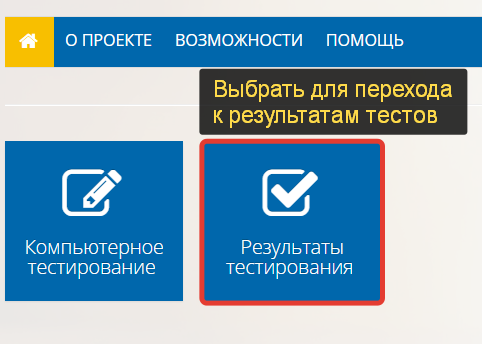 О ПРОЕКТЕ ВОЗМОЖНОСТИ ПОМОЩЬ
Выбрать для перехода
к результатам тестов
Компьютерное
тестирование
Результаты
тестирования